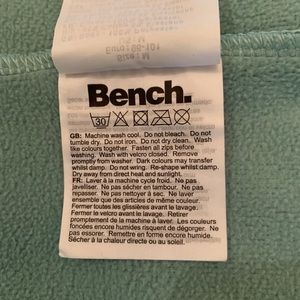 Bench.
30
GB: Machine wash cool. Do not bleach. Do not
tumble dry. Do not iron. Do not dry clean. Wash
like colours together. Fasten all zips before
washing. Wash with velcro closed. Remove
promptly from washer. Dark colours may transfer
whilst damp. Do not wring. Re-shape whilst damp.
Dry away from direct heat and sunlight.
FR: Laver à la machine cycle froid. Ne pas
javelliser. Ne pas sécher en tambour. Ne pas
repasser. Ne pas nettoyer à sec. Laver en
ensemble que des articles de même couleur.
Fermer toutes les glissières avant le lavage.
Fermer le velcro avant le lavage. Retirer
promptement de la machine à laver. Les couleurs
foncées encore humides risquent de dégorger. Ne
pas essorer. Remettre en forme encore humide.
Sécher à la chaleur directe ou au soleil.